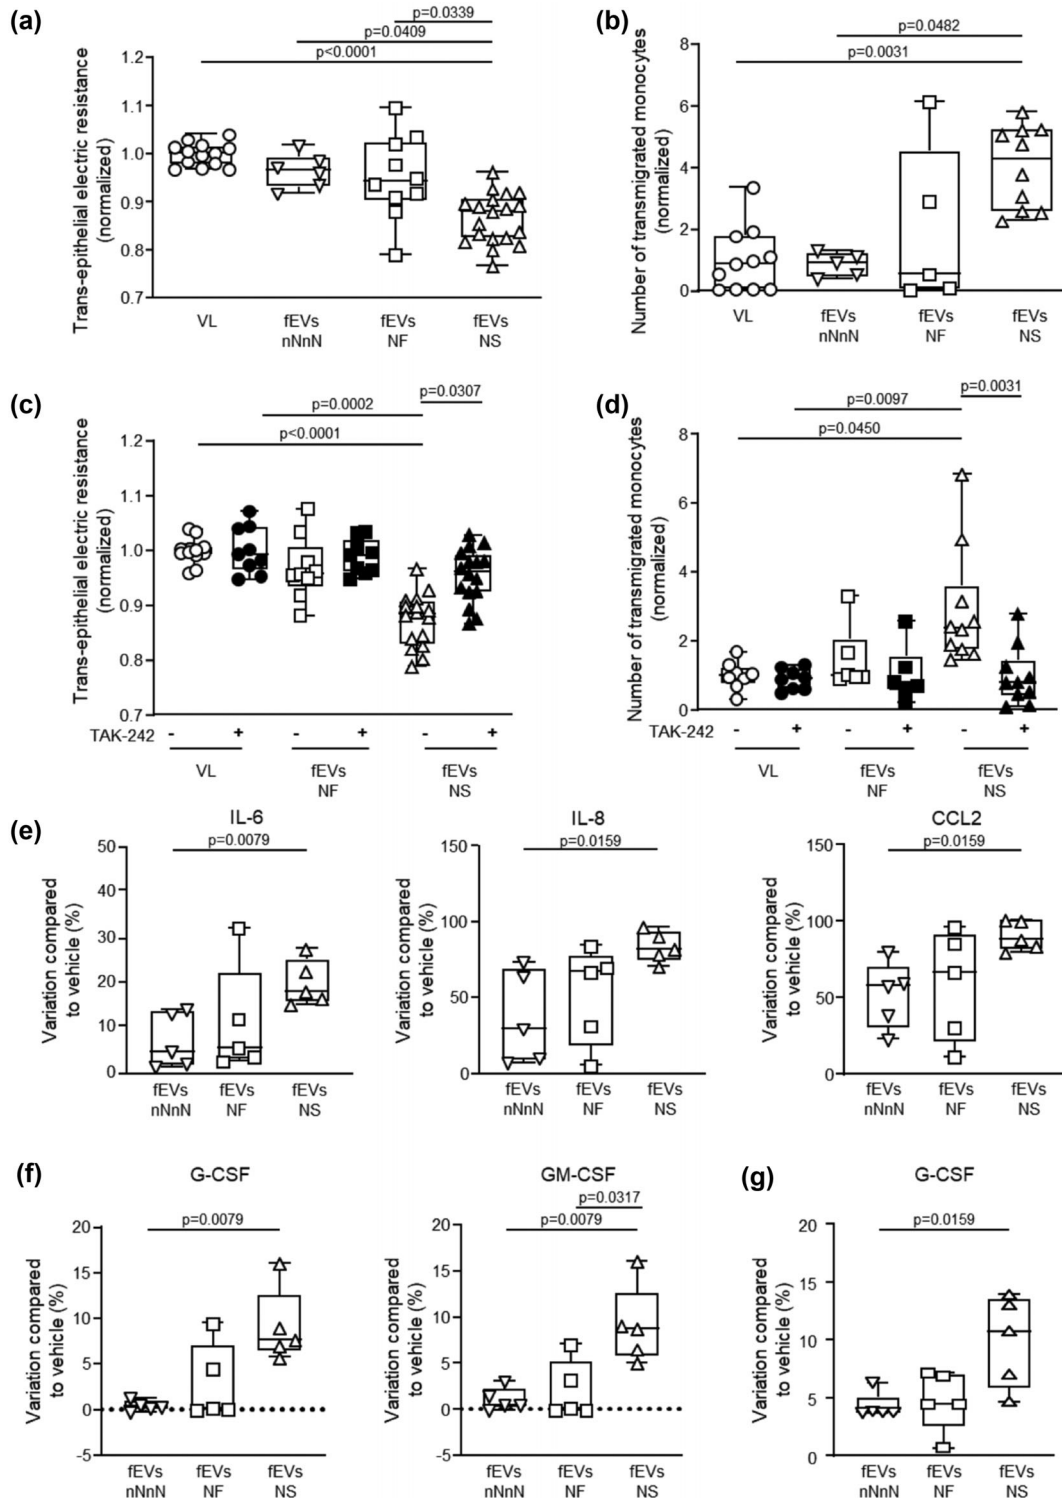 (a)
p=0.0339
p=0.0409
p<0.0001
Trans-epithelial electric resistance
(normalized)
1.2
1.1
1.0
0.9
0.8
0.7
VL
fEVs
nNnN
fEVs
NF
fEVs
NS
(b)
p=0.0482
p=0.0031
Number of transmigrated monocytes
(normalized)
8
6
4
2
0
VL
fEVs
nNnN
fEVs
NF
fEVs
NS
(c)
p=0.0307
p=0.0002
p<0.0001
Trans-epithelial electric resistance
(normalized)
1.2
1.1
1.0
0.9
0.8
0.7
TAK-242 - + - + - +
VL
fEVs
NF
fEVs
NS
(d)
p=0.0031
p=0.0097
p=0.0450
Number of transmigrated monocytes
(normalized)
8
6
4
2
0
TAK-242 - + - + - +
VL
fEVs
NF
fEVs
NS
(e)
IL-6
p=0.0079
Variation compared
to vehicle (%)
50
40
30
20
10
0
fEVs
nNnN
fEVs
NF
fEVs
NS
IL-8
p=0.0159
Variation compared
to vehicle (%)
150
100
50
0
fEVs
nNnN
fEVs
NF
fEVs
NS
CCL2
p=0.0159
Variation compared
to vehicle (%)
150
100
50
0
fEVs
nNnN
fEVs
NF
fEVs
NS
(f)
G-CSF
p=0.0079
Variation compared
to vehicle (%)
20
15
10
5
0
-5
fEVs
nNnN
fEVs
NF
fEVs
NS
GM-CSF
p=0.0317
p=0.0079
Variation compared
to vehicle (%)
20
15
10
5
0
-5
fEVs
nNnN
fEVs
NF
fEVs
NS
(g)
G-CSF
p=0.0159
Variation compared
to vehicle (%)
20
15
10
5
0
fEVs
nNnN
fEVs
NF
fEVs
NS